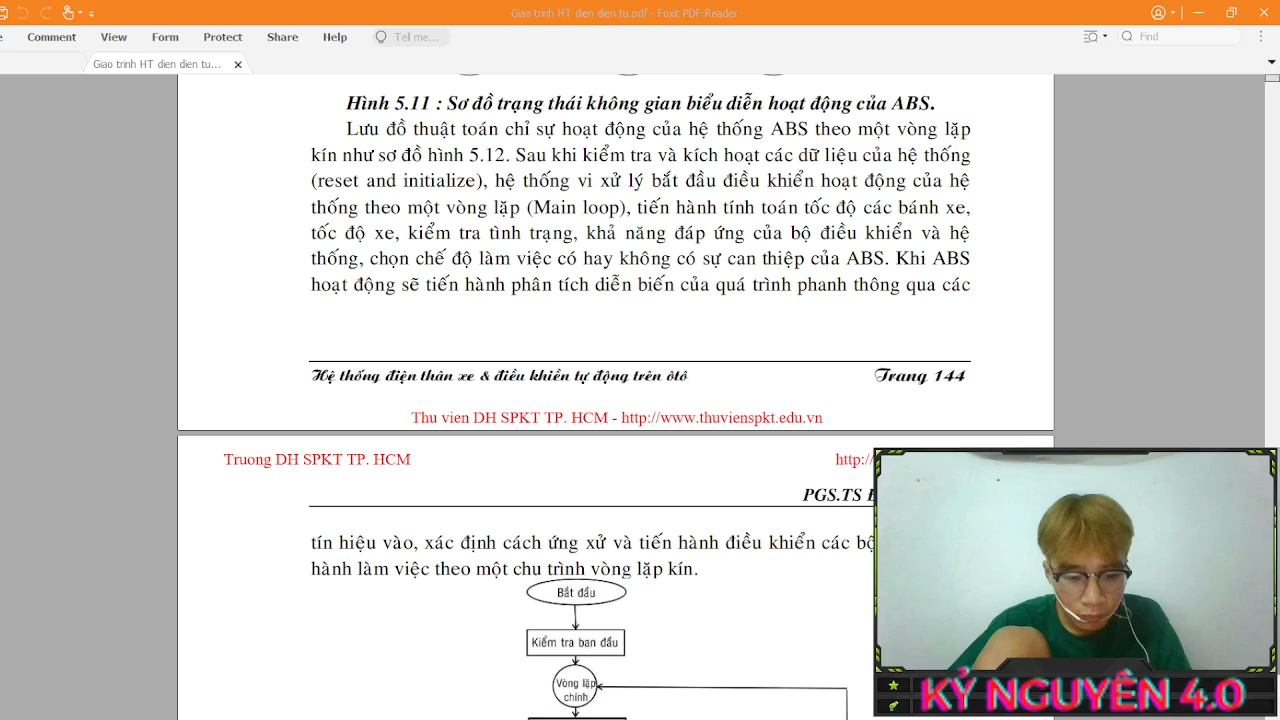 Giao trinh HT dien dien tu.pdf - Foxit PDF Reader
Comment View Form Protect Share Help Tell me... Find
Giao trinh HT dien dien tu...
Hình 5.11 : Sơ đồ trạng thái không gian biểu diễn hoạt động của ABS.
Lưu đồ thuật toán chỉ sự hoạt động của hệ thống ABS theo một vòng lặp
kín như sơ đồ hình 5.12. Sau khi kiểm tra và kích hoạt các dữ liệu của hệ thống
(reset and initialize), hệ thống vi xử lý bắt đầu điều khiển hoạt động của hệ
thống theo một vòng lặp (Main loop), tiến hành tính toán tốc độ các bánh xe,
tốc độ xe, kiểm tra tình trạng, khả năng đáp ứng của bộ điều khiển và hệ
thống, chọn chế độ làm việc có hay không có sự can thiệp của ABS. Khi ABS
hoạt động sẽ tiến hành phân tích diễn biến của quá trình phanh thông qua các
Hệ thống điện thân xe & điều khiển tự động trên ôtô Trang 144
Thu vien DH SPKT TP. HCM - http://www.thuvienspkt.edu.vn
Truong DH SPKT TP. HCM http:/
PGS.TS
tín hiệu vào, xác định cách ứng xử và tiến hành điều khiển các bộ
hành làm việc theo một chu trình vòng lặp kín.
Bắt đầu
Kiểm tra ban đầu
Vòng lặp
chính
KỶ NGUYÊN 4.0